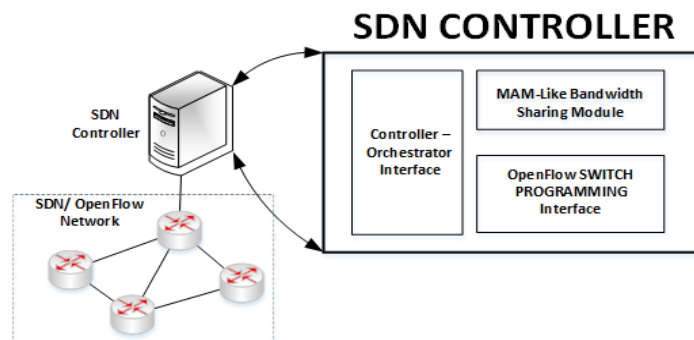 SDN CONTROLLER
SDN
Controller
SDN/ OpenFlow
Network
Controller –
Orchestrator
Interface
MAM-Like Bandwidth
Sharing Module
OpenFlow SWITCH
PROGRAMMING
Interface